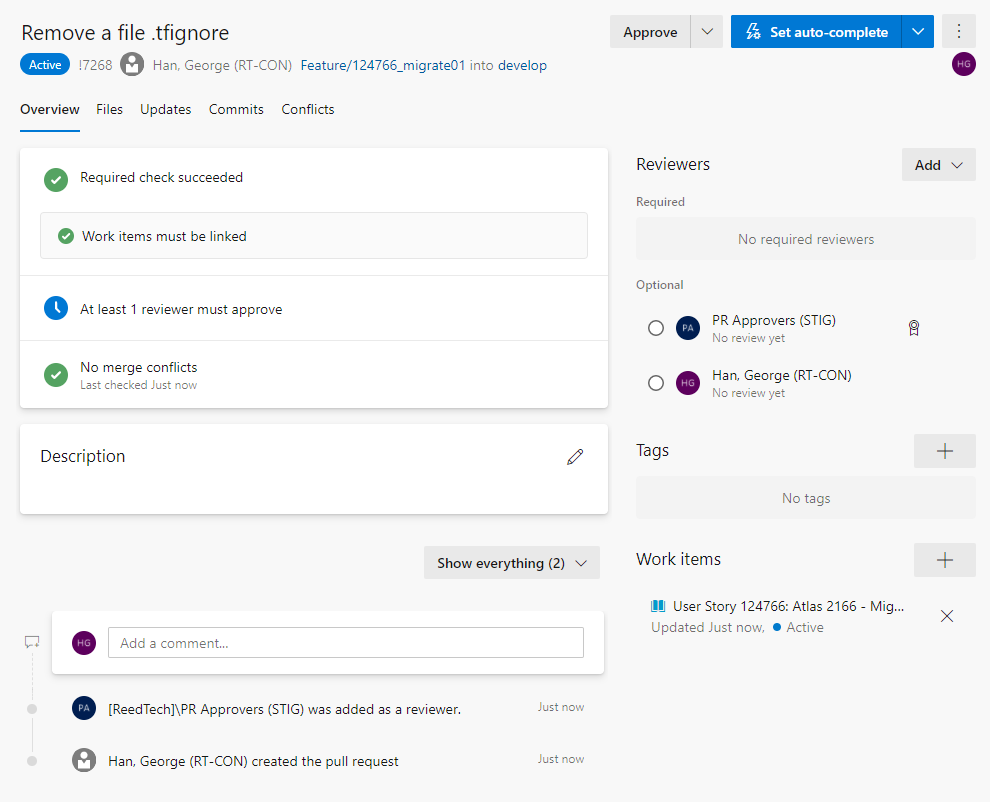 Remove a file .tfignore
Approve
Set auto-complete
Active !7268 Han, George (RT-CON) Feature/124766_migrate01 into develop
HG
Overview Files Updates Commits Conflicts
Required check succeeded
Work items must be linked
At least 1 reviewer must approve
No merge conflicts
Last checked Just now
Description
Show everything (2)
HG Add a comment...
PA [ReedTech]\PR Approvers (STIG) was added as a reviewer. Just now
Han, George (RT-CON) created the pull request Just now
Reviewers Add
Required
No required reviewers
Optional
PA PR Approvers (STIG)
No review yet
HG Han, George (RT-CON)
No review yet
Tags
No tags
Work items
User Story 124766: Atlas 2166 - Mig...
Updated Just now, Active